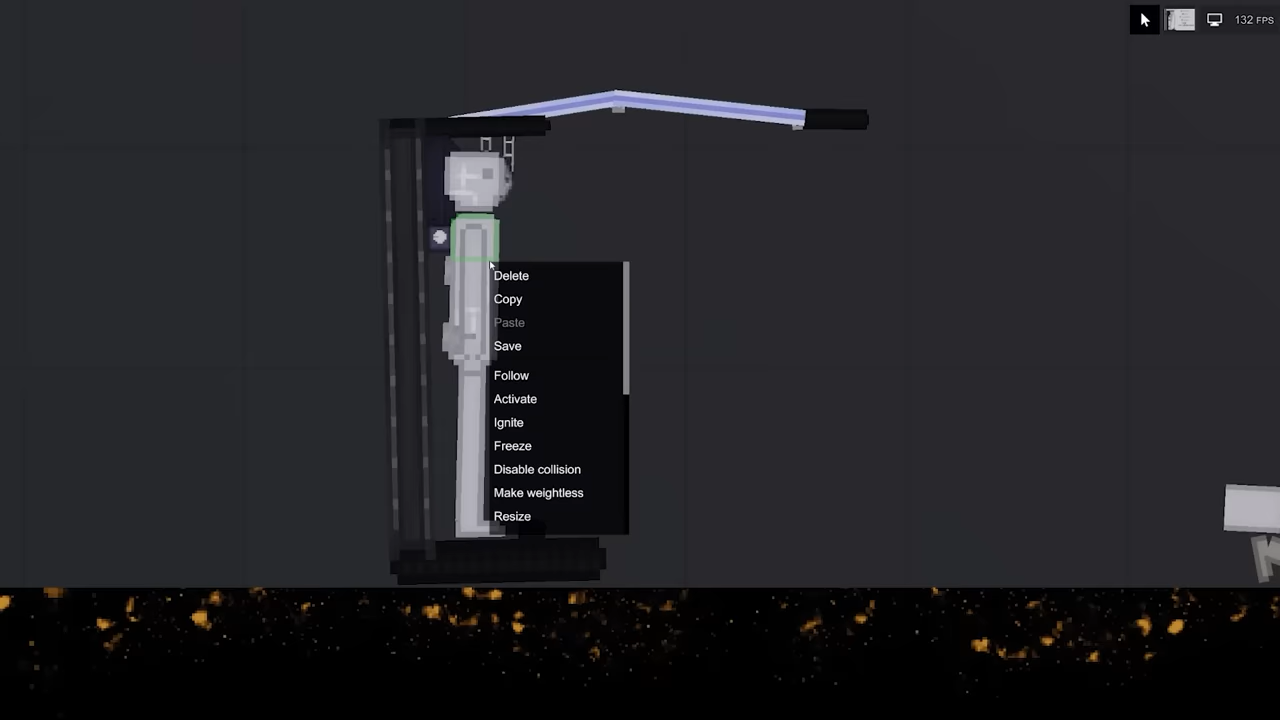 132 FPS
Delete
Copy
Paste
Save
Follow
Activate
Ignite
Freeze
Disable collision
Make weightless
Resize